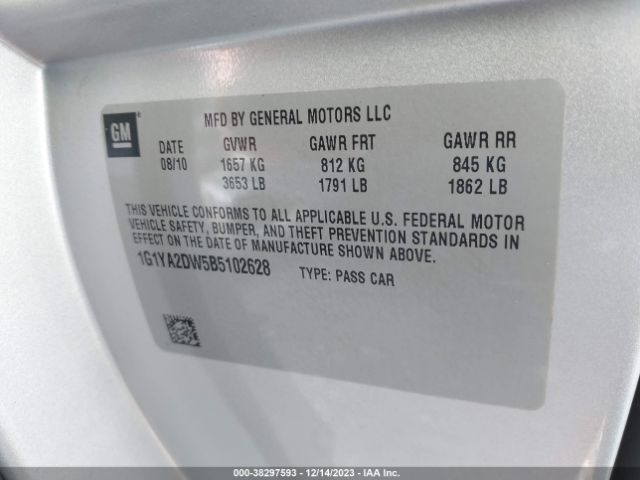 GM®
MFD BY GENERAL MOTORS LLC
DATE GVWR GAWR FRT GAWR RR
08/10 1657 KG 812 KG 845 KG
3653 LB 1791 LB 1862 LB
THIS VEHICLE CONFORMS TO ALL APPLICABLE U.S. FEDERAL MOTOR
VEHICLE SAFETY, BUMPER, AND THEFT PREVENTION STANDARDS IN
EFFECT ON THE DATE OF MANUFACTURE SHOWN ABOVE.
1G1YA2DW5B5102628 TYPE: PASS CAR
000-38297593 - 12/14/2023 - IAA Inc.